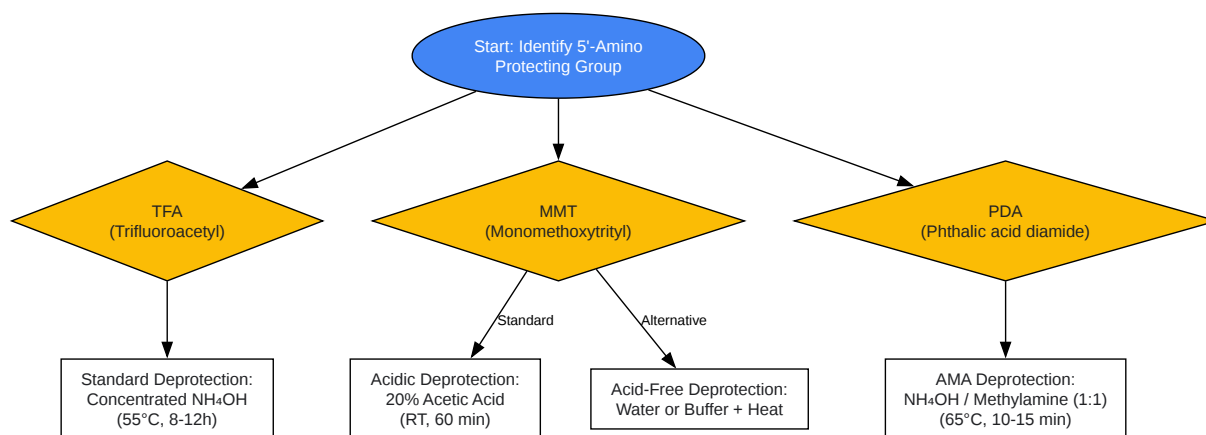 Start: Identify 5'-Amino
Protecting Group
TFA
(Trifluoroacetyl)
MMT
(Monomethoxytrityl)
PDA
(Phthalic acid diamide)
Standard
Alternative
Standard Deprotection:
Concentrated NH₄OH
(55°C, 8-12h)
Acidic Deprotection:
20% Acetic Acid
(RT, 60 min)
Acid-Free Deprotection:
Water or Buffer + Heat
AMA Deprotection:
NH₄OH / Methylamine (1:1)
(65°C, 10-15 min)